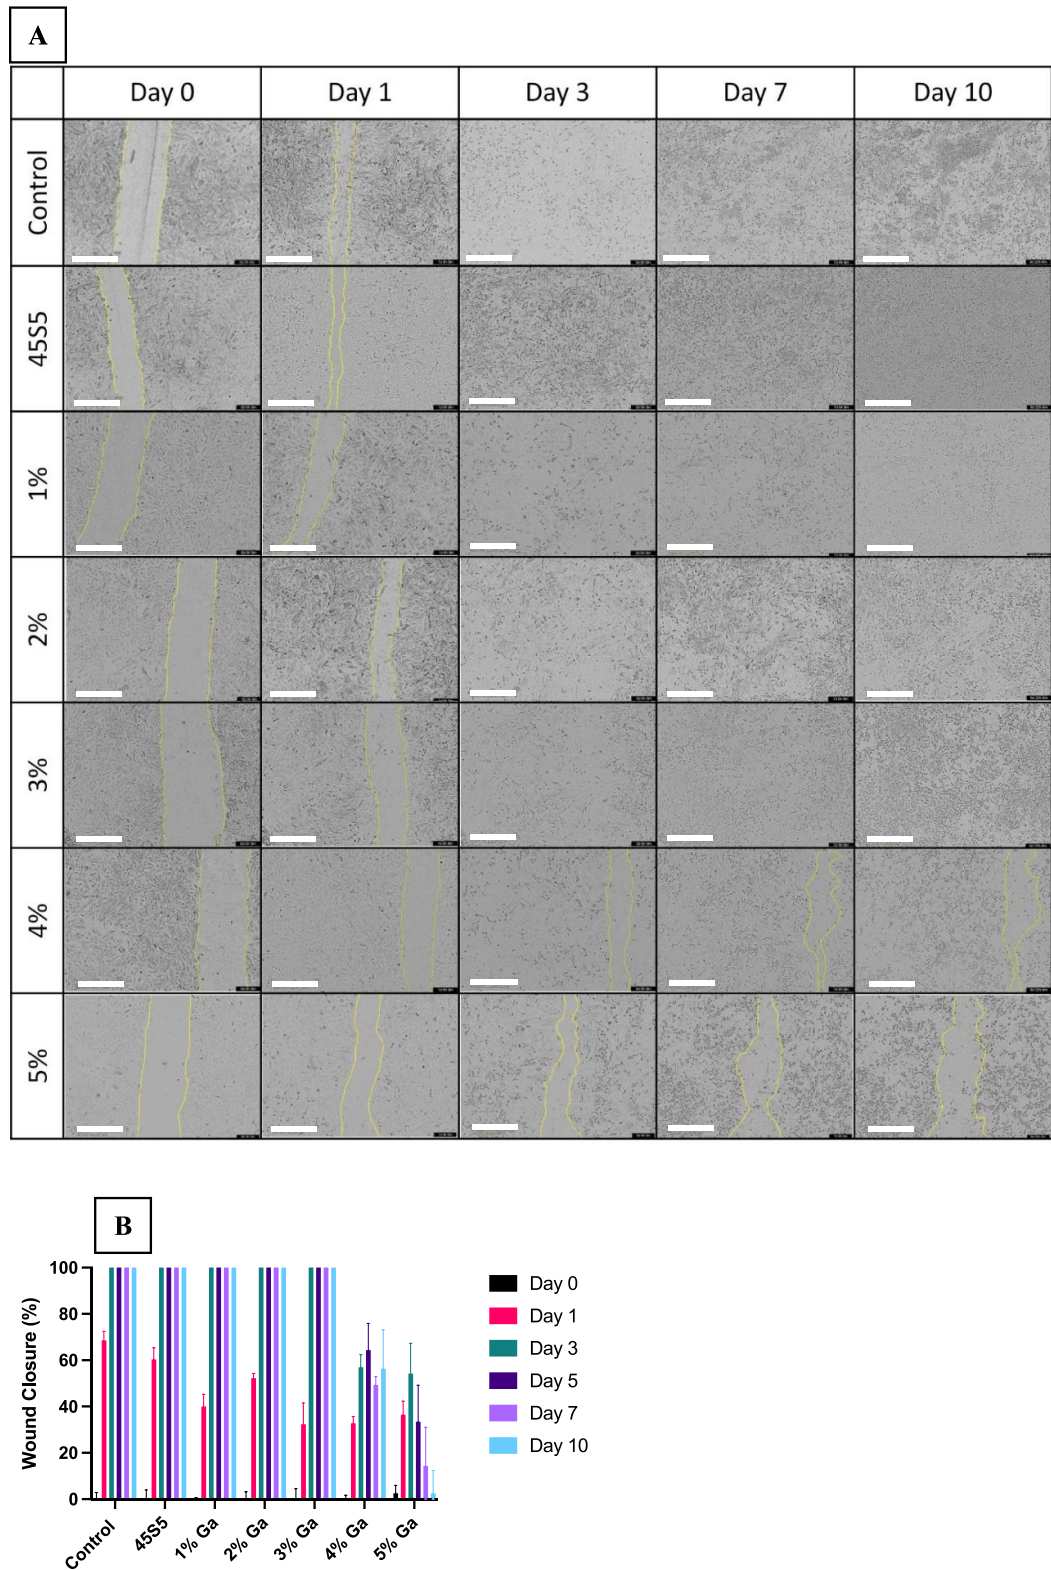 A
Day 0 Day 1 Day 3 Day 7 Day 10
Control
45S5
1%
2%
3%
4%
5%
B
Wound Closure (%)
100
80
60
40
20
0
Control 45S5 1% Ga 2% Ga 3% Ga 4% Ga 5% Ga
Day 0
Day 1
Day 3
Day 5
Day 7
Day 10